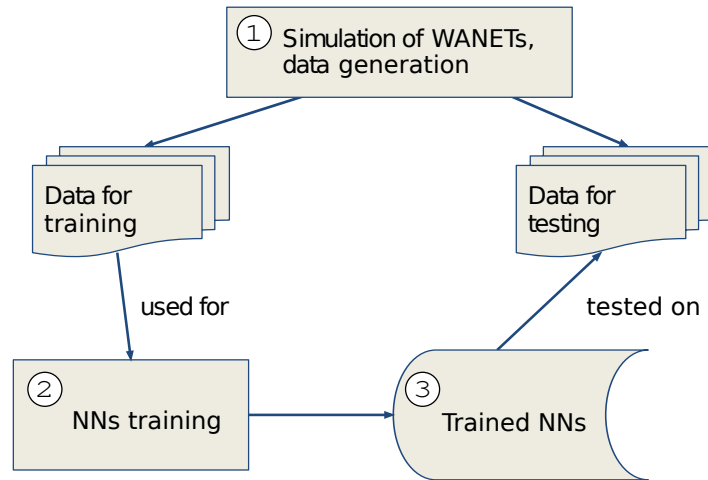 ① Simulation of WANETs,
data generation
Data for
training
Data for
testing
used for
tested on
② NNs training
③ Trained NNs